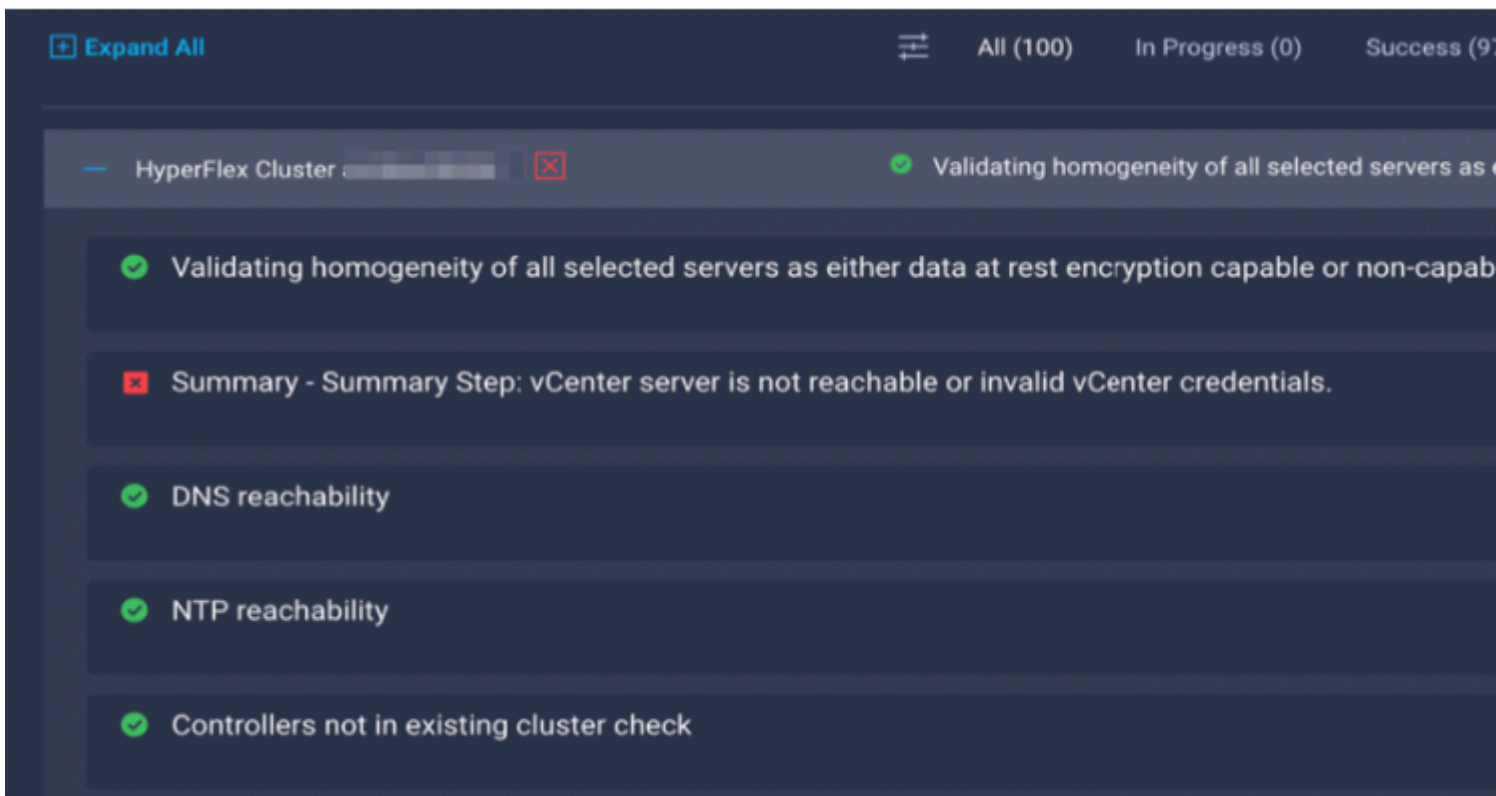 Expand All
All (100)
In Progress (0)
Success (97
HyperFlex Cluster
Validating homogeneity of all selected servers as e
Validating homogeneity of all selected servers as either data at rest encryption capable or non-capab
Summary - Summary Step: vCenter server is not reachable or invalid vCenter credentials.
DNS reachability
NTP reachability
Controllers not in existing cluster check